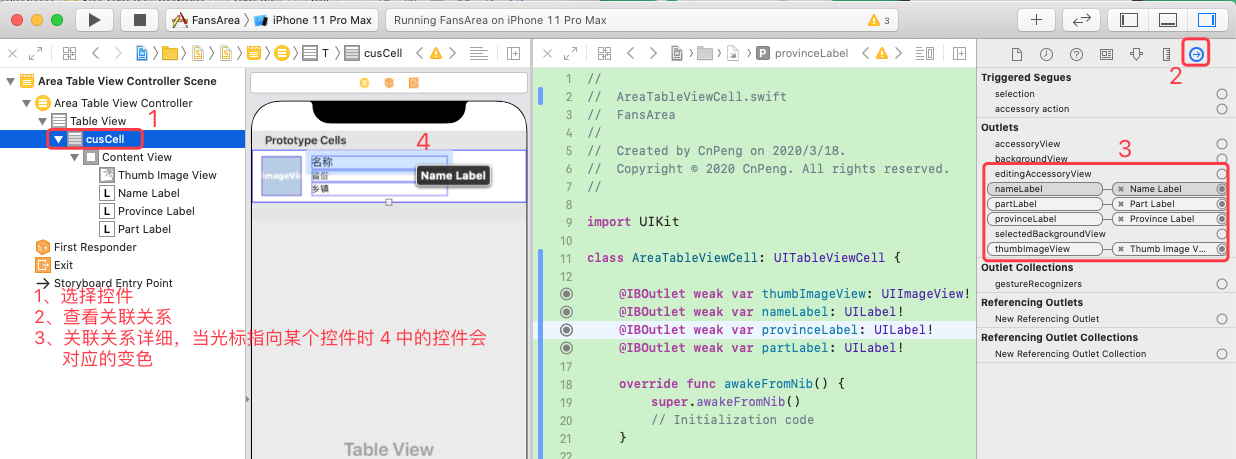 FansArea
iPhone 11 Pro Max
Running FansArea on iPhone 11 Pro Max
3
T
cusCell
provinceLabel
Area Table View Controller Scene
Area Table View Controller
Table View
cusCell
Content View
Thumb Image View
L Name Label
L Province Label
L Part Label
First Responder
Exit
Storyboard Entry Point
1
1、选择控件
2、查看关联关系
3、关联关系详细，当光标指向某个控件时 4 中的控件会
对应的变色
Prototype Cells
4
ImageVie
名称
省份
乡镇
Name Label
Table View
1 //
2 // AreaTableViewCell.swift
3 // FansArea
4 //
5 // Created by CnPeng on 2020/3/18.
6 // Copyright © 2020 CnPeng. All rights reserved.
7 //
8
9 import UIKit
10
11 class AreaTableViewCell: UITableViewCell {
12
@IBOutlet weak var thumbImageView: UIImageView!
@IBOutlet weak var nameLabel: UILabel!
@IBOutlet weak var provinceLabel: UILabel!
@IBOutlet weak var partLabel: UILabel!
17
18 override func awakeFromNib() {
19 super.awakeFromNib()
20 // Initialization code
21 }
22
2
Triggered Segues
selection
accessory action
Outlets
3
accessoryView
backgroundView
editingAccessoryView
nameLabel Name Label
partLabel Part Label
provinceLabel Province Label
selectedBackgroundView
thumbImageView Thumb Image V...
Outlet Collections
gestureRecognizers
Referencing Outlets
New Referencing Outlet
Referencing Outlet Collections
New Referencing Outlet Collection